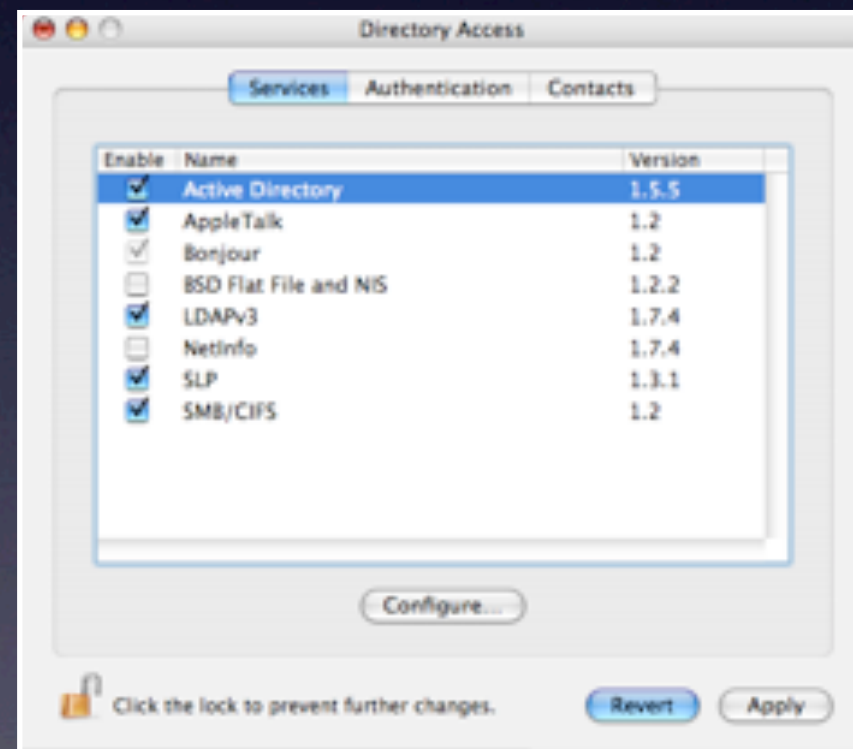 Directory Access
Services Authentication Contacts
Enable Name Version
Active Directory 1.5.5
AppleTalk 1.2
Bonjour 1.2
BSD Flat File and NIS 1.2.2
LDAPv3 1.7.4
NetInfo 1.7.4
SLP 1.3.1
SMB/CIFS 1.2
Configure...
Click the lock to prevent further changes. Revert Apply